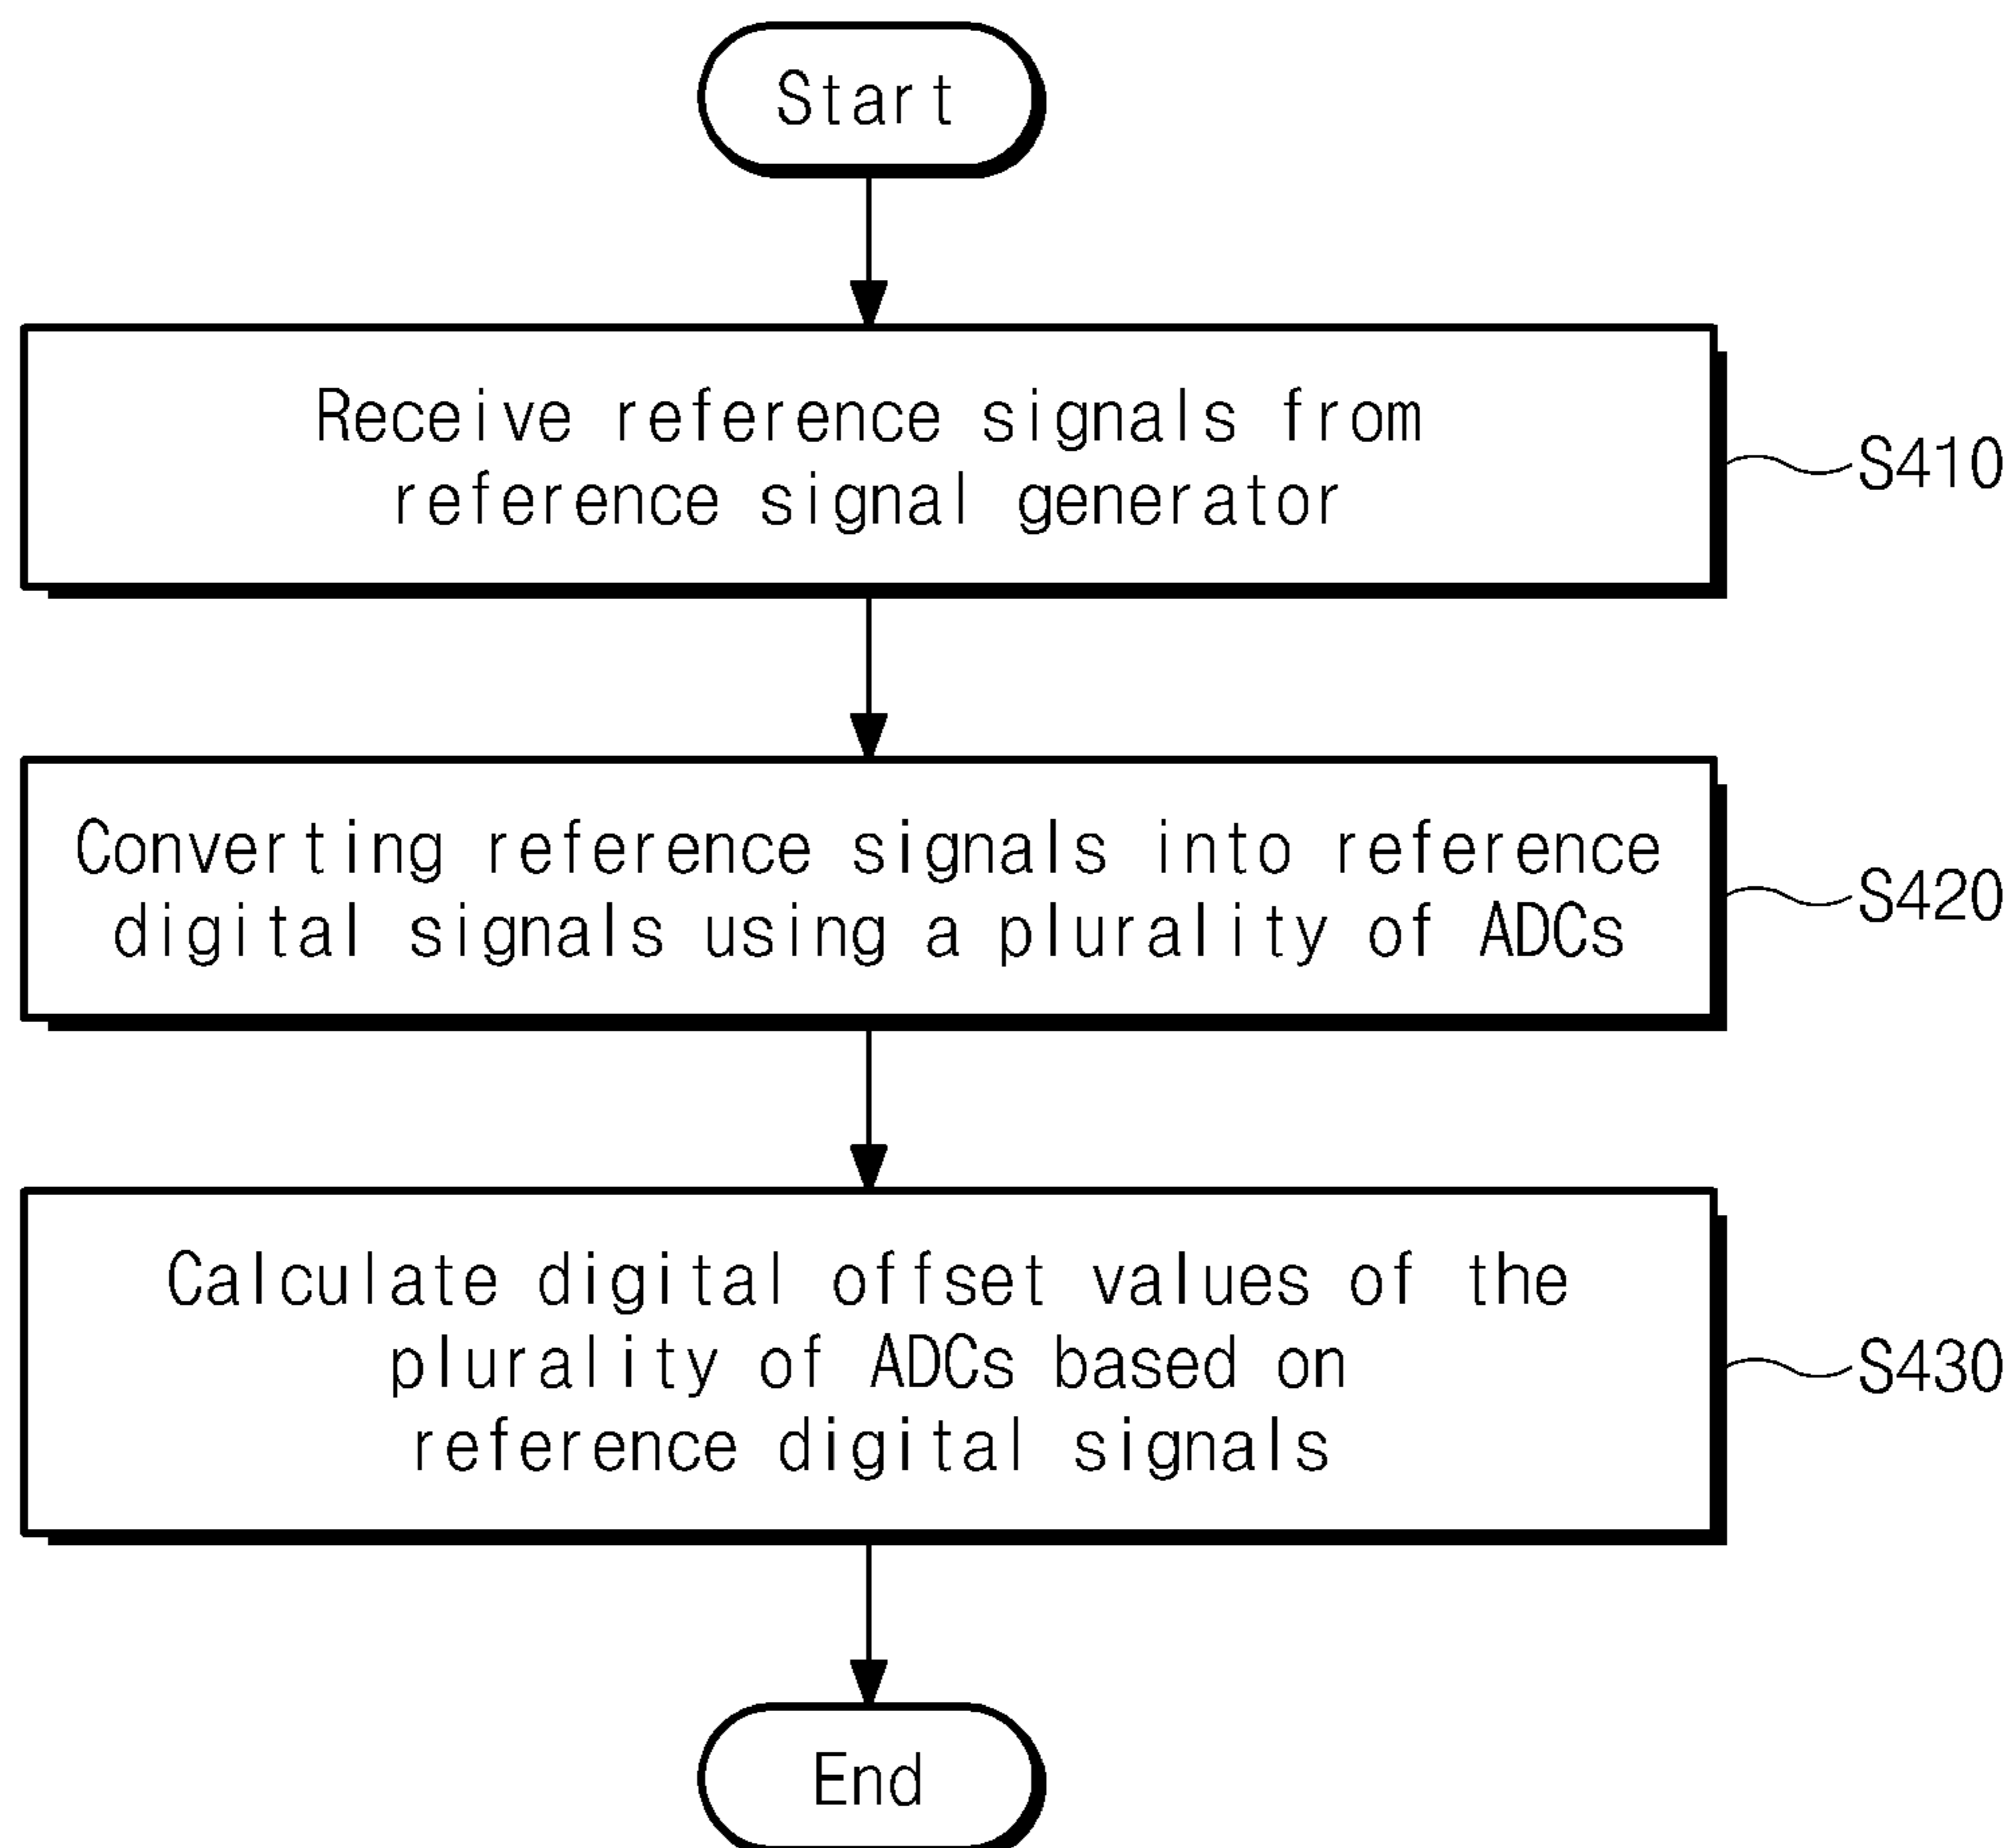 Start
Receive reference signals from
reference signal generator
S410
Converting reference signals into reference
digital signals using a plurality of ADCs
S420
Calculate digital offset values of the
plurality of ADCs based on
reference digital signals
S430
End